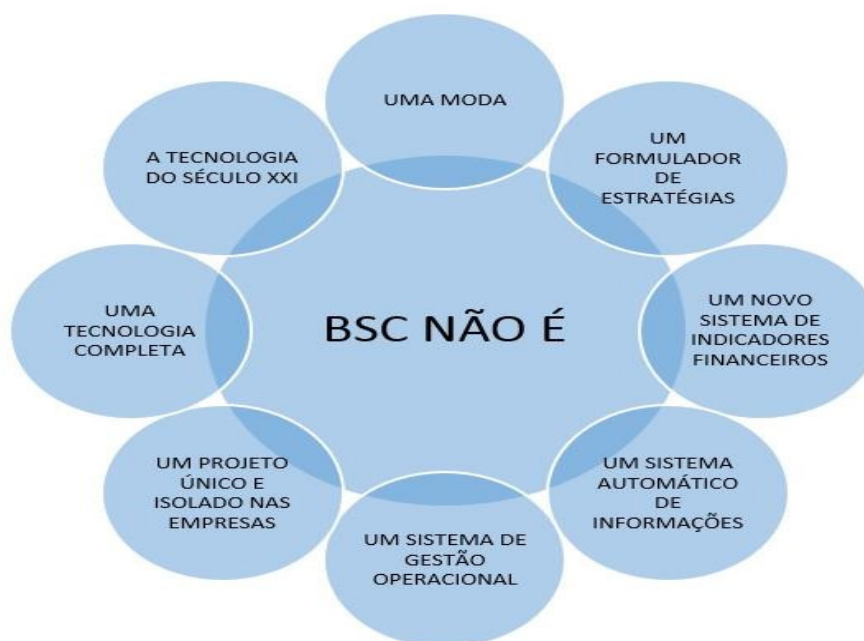 UMA MODA
UM
FORMULADOR
DE
ESTRATÉGIAS
UM NOVO
SISTEMA DE
INDICADORES
FINANCEIROS
UM SISTEMA
AUTOMÁTICO
DE
INFORMAÇÕES
UM SISTEMA DE
GESTÃO
OPERACIONAL
UM PROJETO
ÚNICO E
ISOLADO NAS
EMPRESAS
UMA
TECNOLOGIA
COMPLETA
A TECNOLOGIA
DO SÉCULO XXI
BSC NÃO É